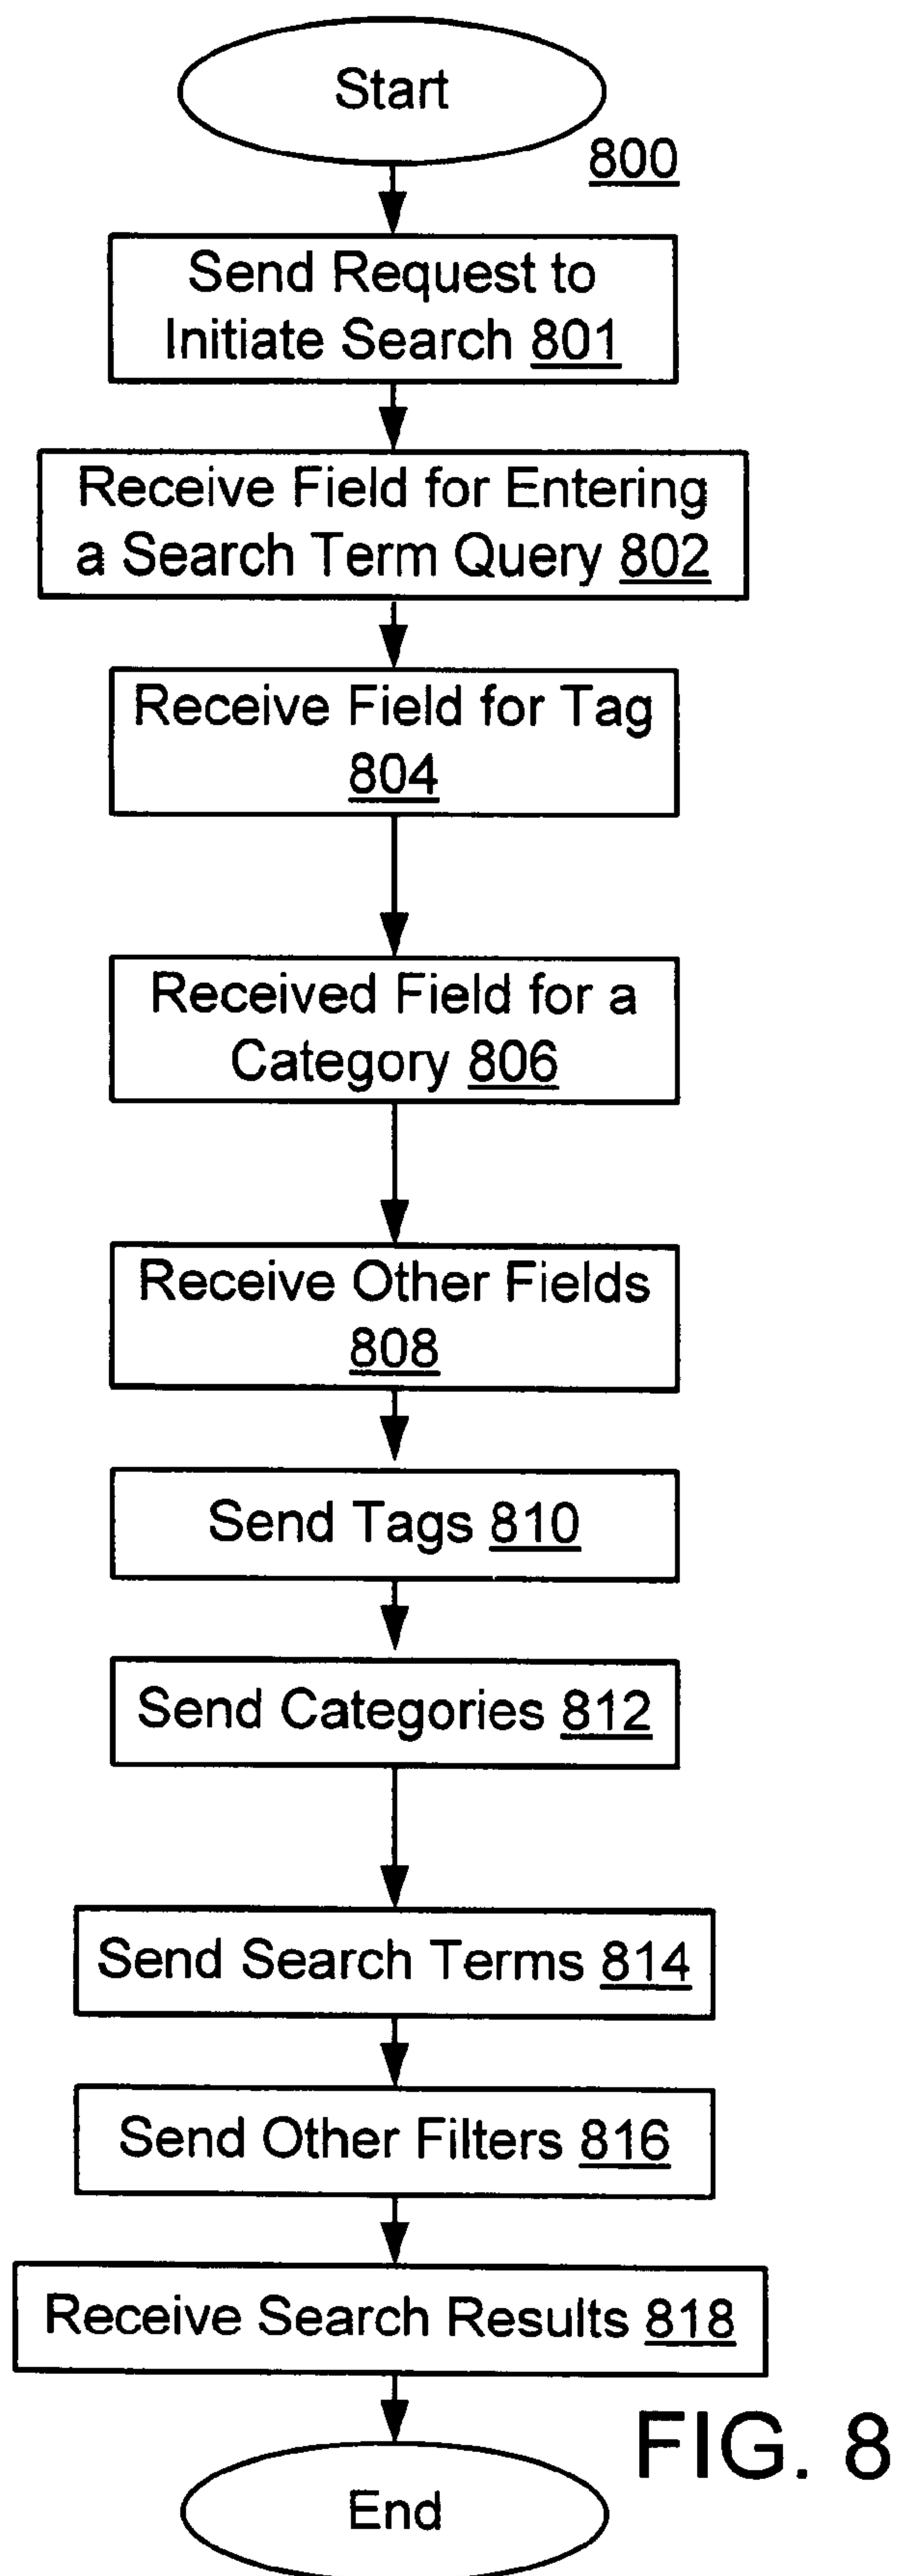 Start
800
Send Request to
Initiate Search 801
Receive Field for Entering
a Search Term Query 802
Receive Field for Tag
804
Received Field for a
Category 806
Receive Other Fields
808
Send Tags 810
Send Categories 812
Send Search Terms 814
Send Other Filters 816
Receive Search Results 818
End
FIG. 8